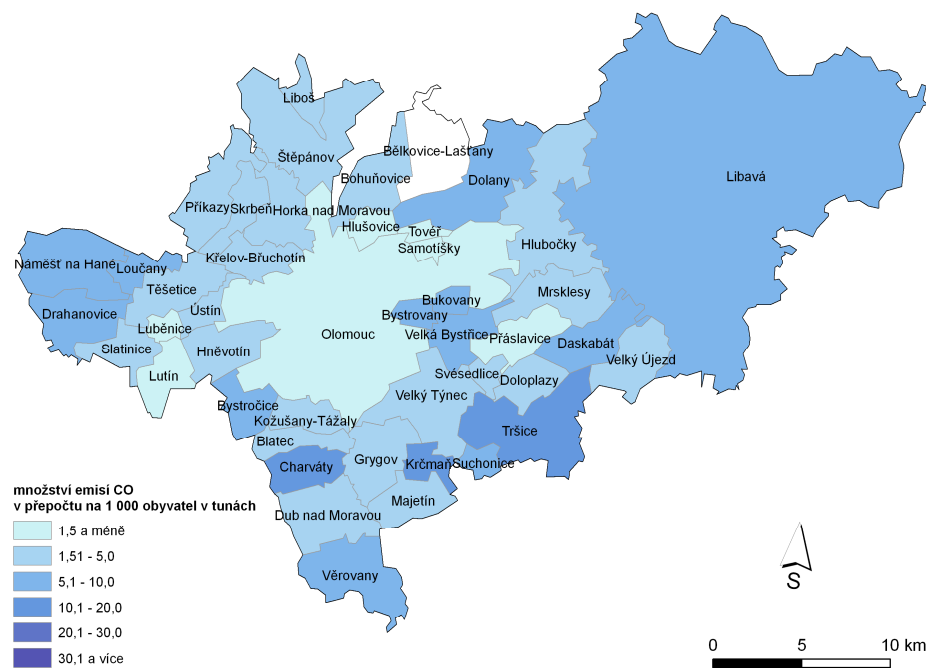 Liboš
Štěpánov
Bělkovice-Lašťany
Bohuňovice
Dolany
Libavá
Příkazy
Skrbeň
Horka nad Moravou
Hlušovice
Tovéř
Samotíšky
Hlubočky
Křelov-Břuchotín
Náměšť na Hané
Loučany
Těšetice
Mrsklesy
Bukovany
Drahanovice
Ústín
Bystrovany
Luběnice
Olomouc
Velká Bystřice
Přáslavice
Daskabát
Slatinice
Hněvotín
Velký Újezd
Lutín
Svésedlice
Doloplazy
Velký Týnec
Bystročice
Kožušany-Tážaly
Tršice
Blatec
Charváty
Grygov
Krčmaň
Suchonice
Majetín
Dub nad Moravou
Věrovany
množství emisí CO
v přepočtu na 1 000 obyvatel v tunách
1,5 a méně
1,51 - 5,0
5,1 - 10,0
10,1 - 20,0
20,1 - 30,0
30,1 a více
S
0 5 10 km